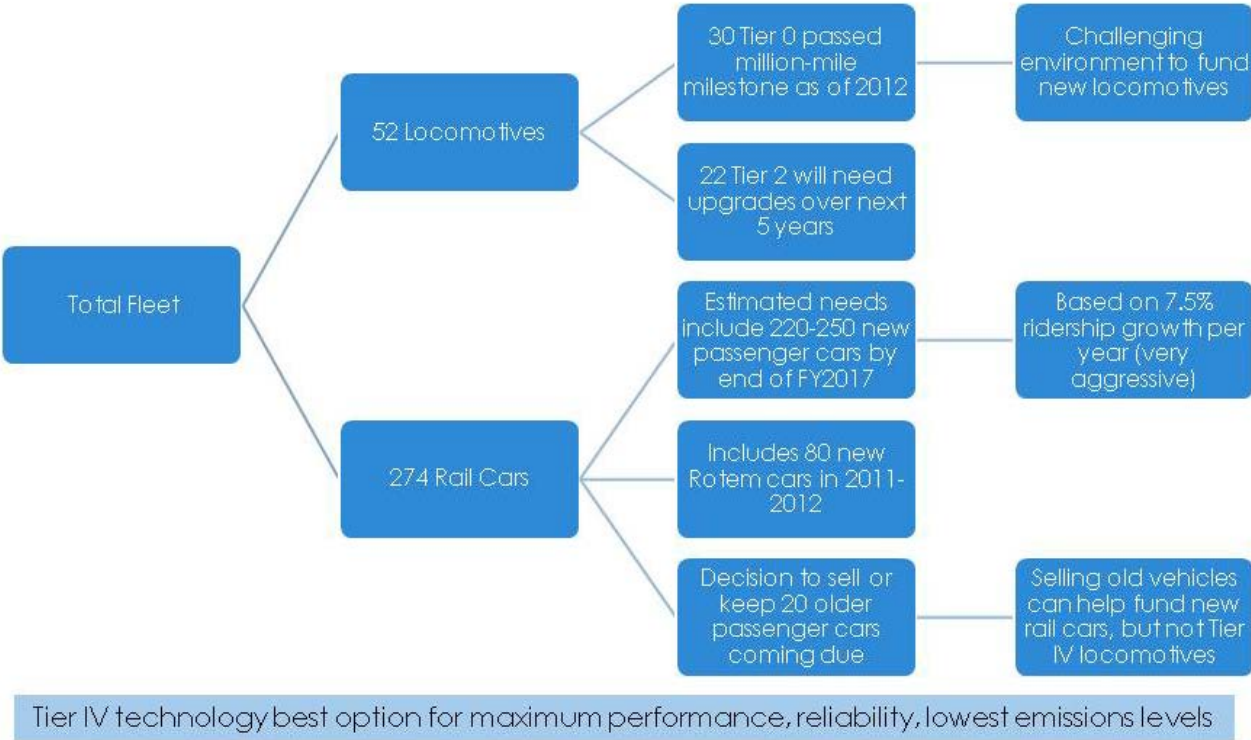 Total Fleet
52 Locomotives
30 Tier 0 passed
million-mile
milestone as of 2012
Challenging
environment to fund
new locomotives
22 Tier 2 will need
upgrades over next
5 years
274 Rail Cars
Estimated needs
include 220-250 new
passenger cars by
end of FY2017
Based on 7.5%
ridership growth per
year (very
aggressive)
Includes 80 new
Rotem cars in 2011-
2012
Decision to sell or
keep 20 older
passenger cars
coming due
Selling old vehicles
can help fund new
rail cars, but not Tier
IV locomotives
Tier IV technology best option for maximum performance, reliability, lowest emissions levels